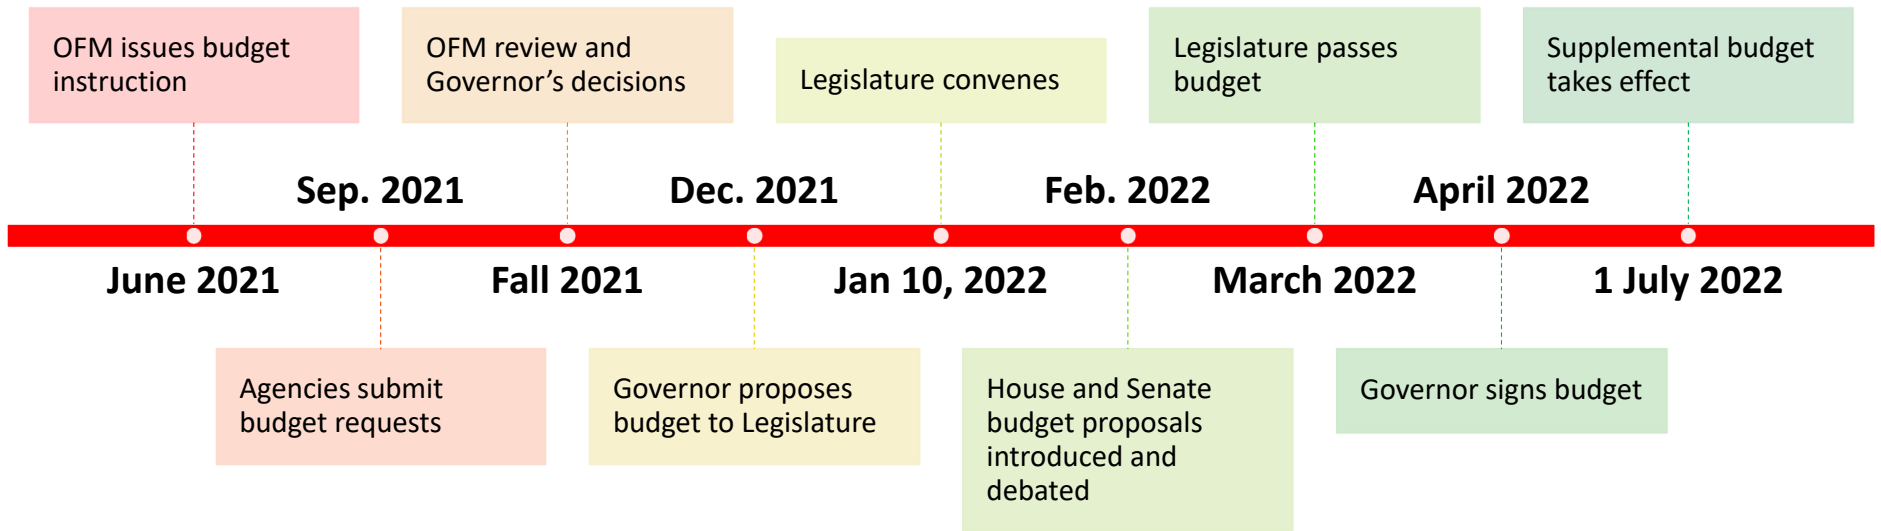 OFM issues budget
instruction
OFM review and
Governor’s decisions
Legislature convenes
Legislature passes
budget
Supplemental budget
takes effect
Sep. 2021
Dec. 2021
Feb. 2022
April 2022
June 2021
Fall 2021
Jan 10, 2022
March 2022
1 July 2022
Agencies submit
budget requests
Governor proposes
budget to Legislature
House and Senate
budget proposals
introduced and
debated
Governor signs budget